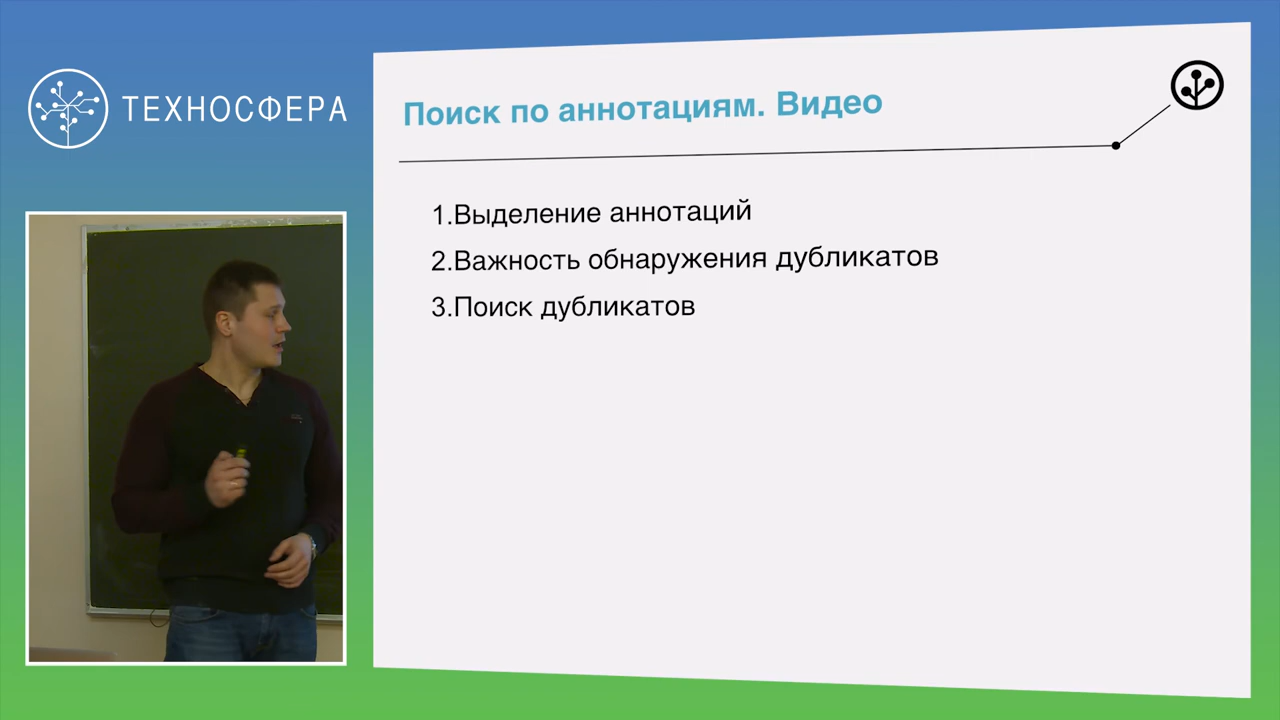 ТЕХНОСФЕРА
Поиск по аннотациям. Видео
1.Выделение аннотаций
2.Важность обнаружения дубликатов
3.Поиск дубликатов